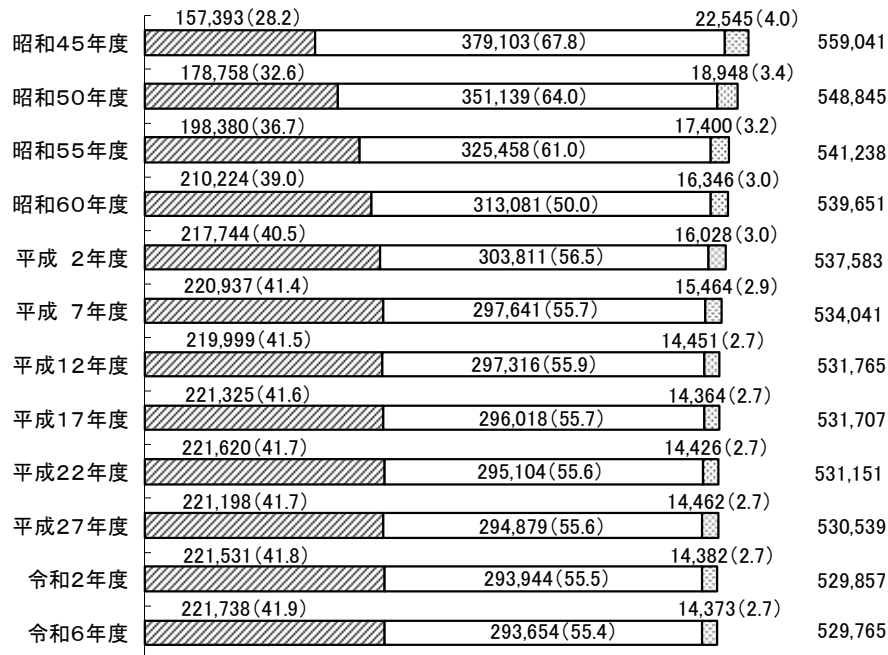 157,393(28.2) 22,545(4.0)
昭和45年度 379,103(67.8) 559,041
178,758(32.6) 18,948(3.4)
昭和50年度 351,139(64.0) 548,845
198,380(36.7) 17,400(3.2)
昭和55年度 325,458(61.0) 541,238
210,224(39.0) 16,346(3.0)
昭和60年度 313,081(50.0) 539,651
217,744(40.5) 16,028(3.0)
平成 2年度 303,811(56.5) 537,583
220,937(41.4) 15,464(2.9)
平成 7年度 297,641(55.7) 534,041
219,999(41.5) 14,451(2.7)
平成12年度 297,316(55.9) 531,765
221,325(41.6) 14,364(2.7)
平成17年度 296,018(55.7) 531,707
221,620(41.7) 14,426(2.7)
平成22年度 295,104(55.6) 531,151
221,198(41.7) 14,462(2.7)
平成27年度 294,879(55.6) 530,539
221,531(41.8) 14,382(2.7)
令和2年度 293,944(55.5) 529,857
221,738(41.9) 14,373(2.7)
令和6年度 293,654(55.4) 529,765